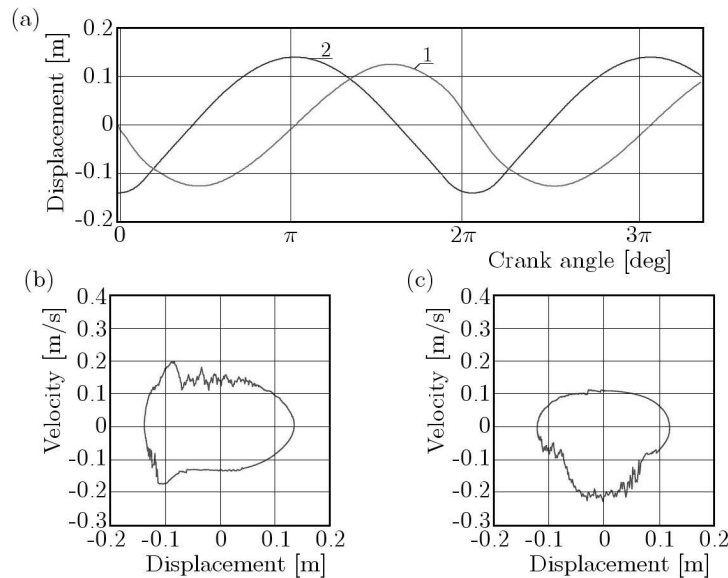 (a)
Displacement [m]
0.2
0.1
0
-0.1
-0.2
2
1
0
π
2π
3π
Crank angle [deg]
(b)
Velocity [m/s]
0.4
0.3
0.2
0.1
0
-0.1
-0.2
-0.3
-0.2
-0.1
0
0.1
0.2
Displacement [m]
(c)
Velocity [m/s]
0.4
0.3
0.2
0.1
0
-0.1
-0.2
-0.3
-0.2
-0.1
0
0.1
0.2
Displacement [m]